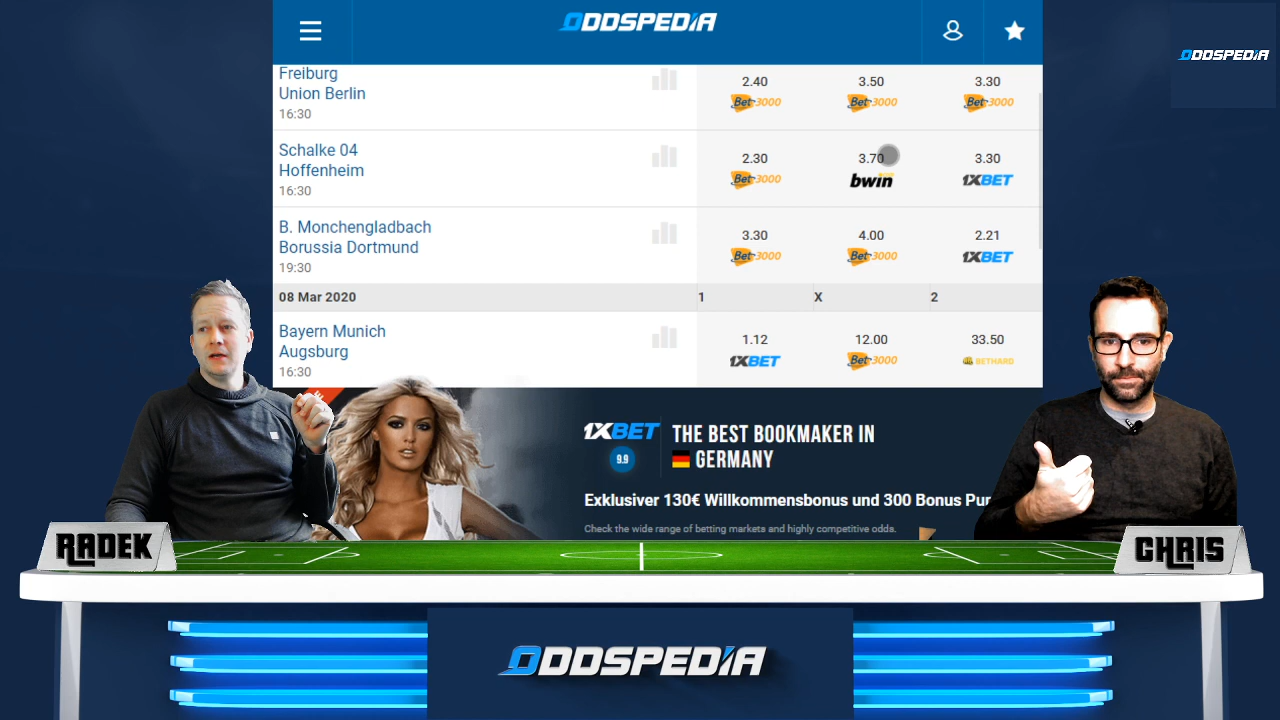 ODDSPEDIA
ODDSPEDIA
Freiburg
Union Berlin
16:30
2.40
3.50
3.30
Bet3000
Bet3000
Bet3000
Schalke 04
Hoffenheim
16:30
2.30
3.70
3.30
Bet3000
bwin
1XBET
B. Monchengladbach
Borussia Dortmund
19:30
3.30
4.00
2.21
Bet3000
Bet3000
1XBET
08 Mar 2020 1 X 2
Bayern Munich
Augsburg
16:30
1.12
12.00
33.50
1XBET
Bet3000
BETHARD
1XBET
9.9
THE BEST BOOKMAKER IN
GERMANY
Exklusiver 130€ Willkommensbonus und 300 Bonus Pun
Check the wide range of betting markets and highly competitive odds.
RADEK
CHRIS
ODDSPEDIA